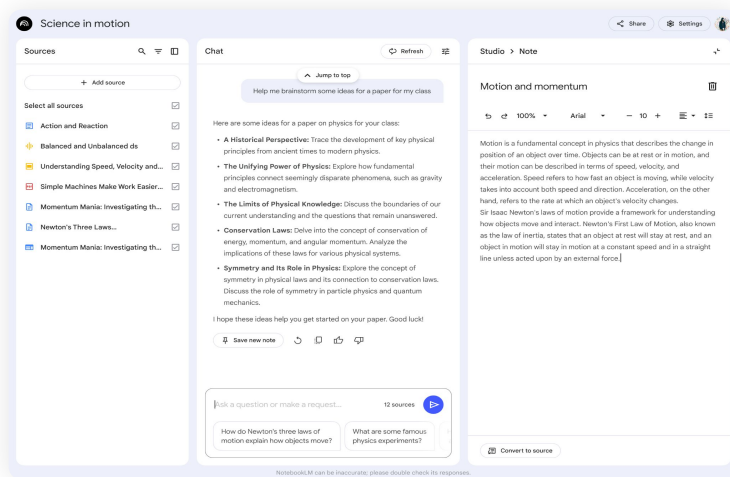 Science in motion
Share
Settings
Sources
+ Add source
Select all sources
Action and Reaction
Balanced and Unbalanced ds
Understanding Speed, Velocity and...
Simple Machines Make Work Easier...
Momentum Mania: Investigating th...
Newton's Three Laws...
Momentum Mania: Investigating th...
Chat
Refresh
Jump to top
Help me brainstorm some ideas for a paper for my class
Here are some ideas for a paper on physics for your class:
• A Historical Perspective: Trace the development of key physical
principles from ancient times to modern physics.
• The Unifying Power of Physics: Explore how fundamental
principles connect seemingly disparate phenomena, such as gravity
and electromagnetism.
• The Limits of Physical Knowledge: Discuss the boundaries of our
current understanding and the questions that remain unanswered.
• Conservation Laws: Delve into the concept of conservation of
energy, momentum, and angular momentum. Analyze the
implications of these laws for various physical systems.
• Symmetry and Its Role in Physics: Explore the concept of
symmetry in physical laws and its connection to conservation laws.
Discuss the role of symmetry in particle physics and quantum
mechanics.
I hope these ideas help you get started on your paper. Good luck!
Save new note
Ask a question or make a request...
12 sources
How do Newton's three laws of
motion explain how objects move?
What are some famous
physics experiments?
Studio > Note
Motion and momentum
100%
Arial
− 10 +
Motion is a fundamental concept in physics that describes the change in
position of an object over time. Objects can be at rest or in motion, and
their motion can be described in terms of speed, velocity, and
acceleration. Speed refers to how fast an object is moving, while velocity
takes into account both speed and direction. Acceleration, on the other
hand, refers to the rate at which an object's velocity changes.
Sir Isaac Newton's laws of motion provide a framework for understanding
how objects move and interact. Newton's First Law of Motion, also known
as the law of inertia, states that an object at rest will stay at rest, and an
object in motion will stay in motion at a constant speed and in a straight
line unless acted upon by an external force.
Convert to source
NotebookLM can be inaccurate; please double check its responses.